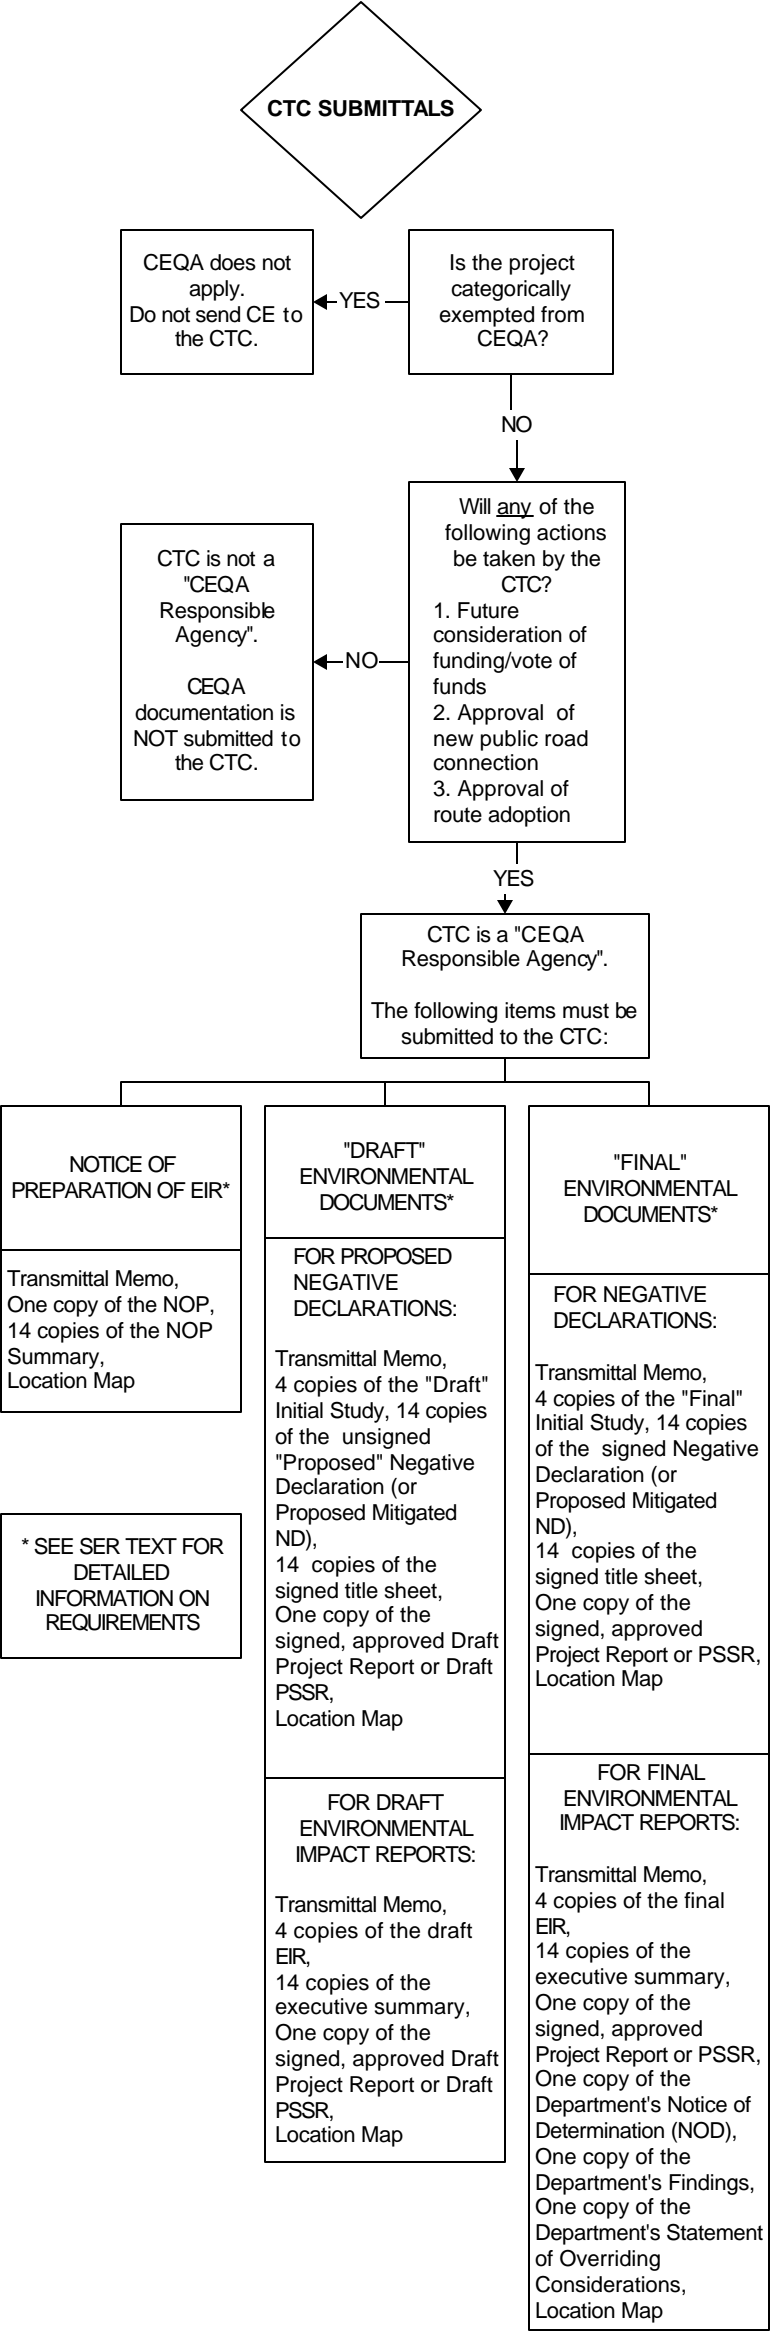 CTC SUBMITTALS
CEQA does not
apply.
Do not send CE to
the CTC.
YES
Is the project
categorically
exempted from
CEQA?
NO
Will any of the
following actions
be taken by the
CTC?
1. Future
consideration of
funding/vote of
funds
2. Approval of
new public road
connection
3. Approval of
route adoption
NO
CTC is not a
"CEQA
Responsible
Agency".
CEQA
documentation is
NOT submitted to
the CTC.
YES
CTC is a "CEQA
Responsible Agency".
The following items must be
submitted to the CTC:
NOTICE OF
PREPARATION OF EIR*
Transmittal Memo,
One copy of the NOP,
14 copies of the NOP
Summary,
Location Map
* SEE SER TEXT FOR
DETAILED
INFORMATION ON
REQUIREMENTS
"DRAFT"
ENVIRONMENTAL
DOCUMENTS*
FOR PROPOSED
NEGATIVE
DECLARATIONS:
Transmittal Memo,
4 copies of the "Draft"
Initial Study, 14 copies
of the unsigned
"Proposed" Negative
Declaration (or
Proposed Mitigated
ND),
14 copies of the
signed title sheet,
One copy of the
signed, approved Draft
Project Report or Draft
PSSR,
Location Map
FOR DRAFT
ENVIRONMENTAL
IMPACT REPORTS:
Transmittal Memo,
4 copies of the draft
EIR,
14 copies of the
executive summary,
One copy of the
signed, approved Draft
Project Report or Draft
PSSR,
Location Map
"FINAL"
ENVIRONMENTAL
DOCUMENTS*
FOR NEGATIVE
DECLARATIONS:
Transmittal Memo,
4 copies of the "Final"
Initial Study, 14 copies
of the signed Negative
Declaration (or
Proposed Mitigated
ND),
14 copies of the
signed title sheet,
One copy of the
signed, approved
Project Report or PSSR,
Location Map
FOR FINAL
ENVIRONMENTAL
IMPACT REPORTS:
Transmittal Memo,
4 copies of the final
EIR,
14 copies of the
executive summary,
One copy of the
signed, approved
Project Report or PSSR,
One copy of the
Department's Notice of
Determination (NOD),
One copy of the
Department's Findings,
One copy of the
Department's Statement
of Overriding
Considerations,
Location Map